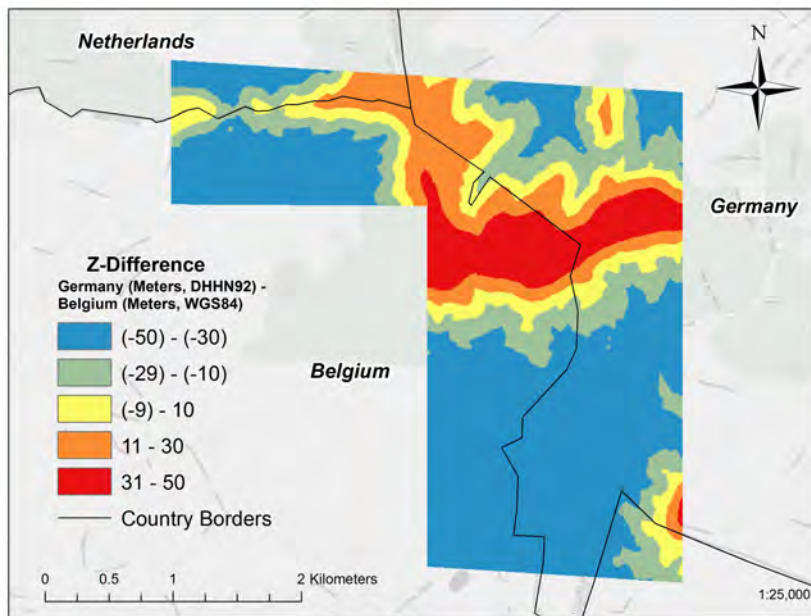 Netherlands
N
Germany
Z-Difference
Germany (Meters, DHHN92) -
Belgium (Meters, WGS84)
(-50) - (-30)
(-29) - (-10)
(-9) - 10
11 - 30
31 - 50
Country Borders
Belgium
0 0.5 1 2 Kilometers
1:25,000